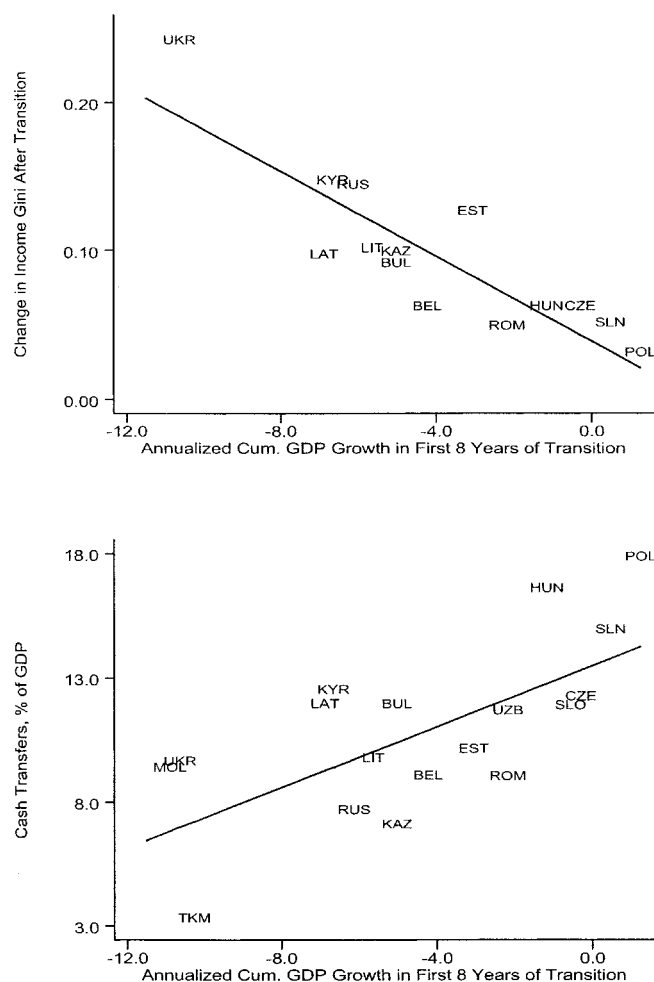 Change in Income Gini After Transition
0.20
0.10
0.00
UKR
KYR
RUS
EST
LAT
LIT
KAZ
BUL
BEL
ROM
HUN
CZE
SLN
POL
-12.0
-8.0
-4.0
0.0
Annualized Cum. GDP Growth in First 8 Years of Transition
Cash Transfers, % of GDP
18.0
13.0
8.0
3.0
POL
HUN
SLN
KYR
LAT
BUL
CZE
SLO
UZB
UKR
MOL
LIT
EST
BEL
ROM
RUS
KAZ
TKM
-12.0
-8.0
-4.0
0.0
Annualized Cum. GDP Growth in First 8 Years of Transition